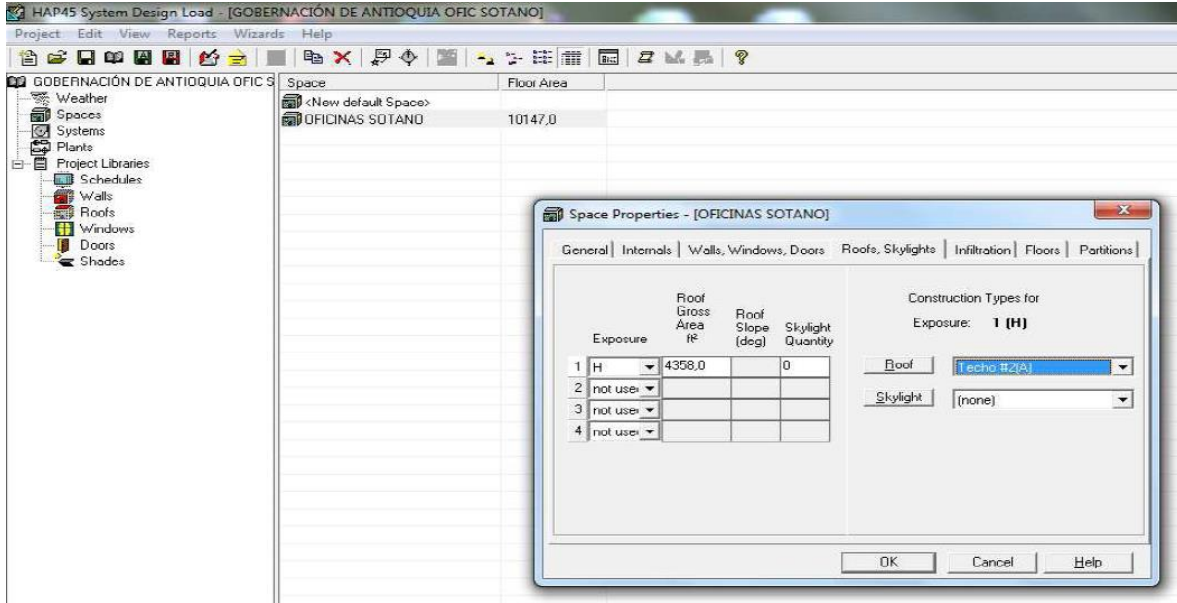 HAP45 System Design Load - [GOBERNACIÓN DE ANTIOQUIA OFIC SOTANO]
Project Edit View Reports Wizards Help
GOBERNACIÓN DE ANTIOQUIA OFIC S
Weather
Spaces
Systems
Plants
Project Libraries
Schedules
Walls
Roofs
Windows
Doors
Shades
Space Floor Area
<New default Space>
OFICINAS SOTANO 10147,0
Space Properties - [OFICINAS SOTANO]
General Internals Walls, Windows, Doors Roofs, Skylights Infiltration Floors Partitions
Exposure
Roof
Gross
Area
ft²
Roof
Slope
(deg)
Skylight
Quantity
1 H 4358,0 0
2 not use
3 not use
4 not use
Construction Types for
Exposure: 1 (H)
Roof Techo #2(A)
Skylight (none)
OK Cancel Help